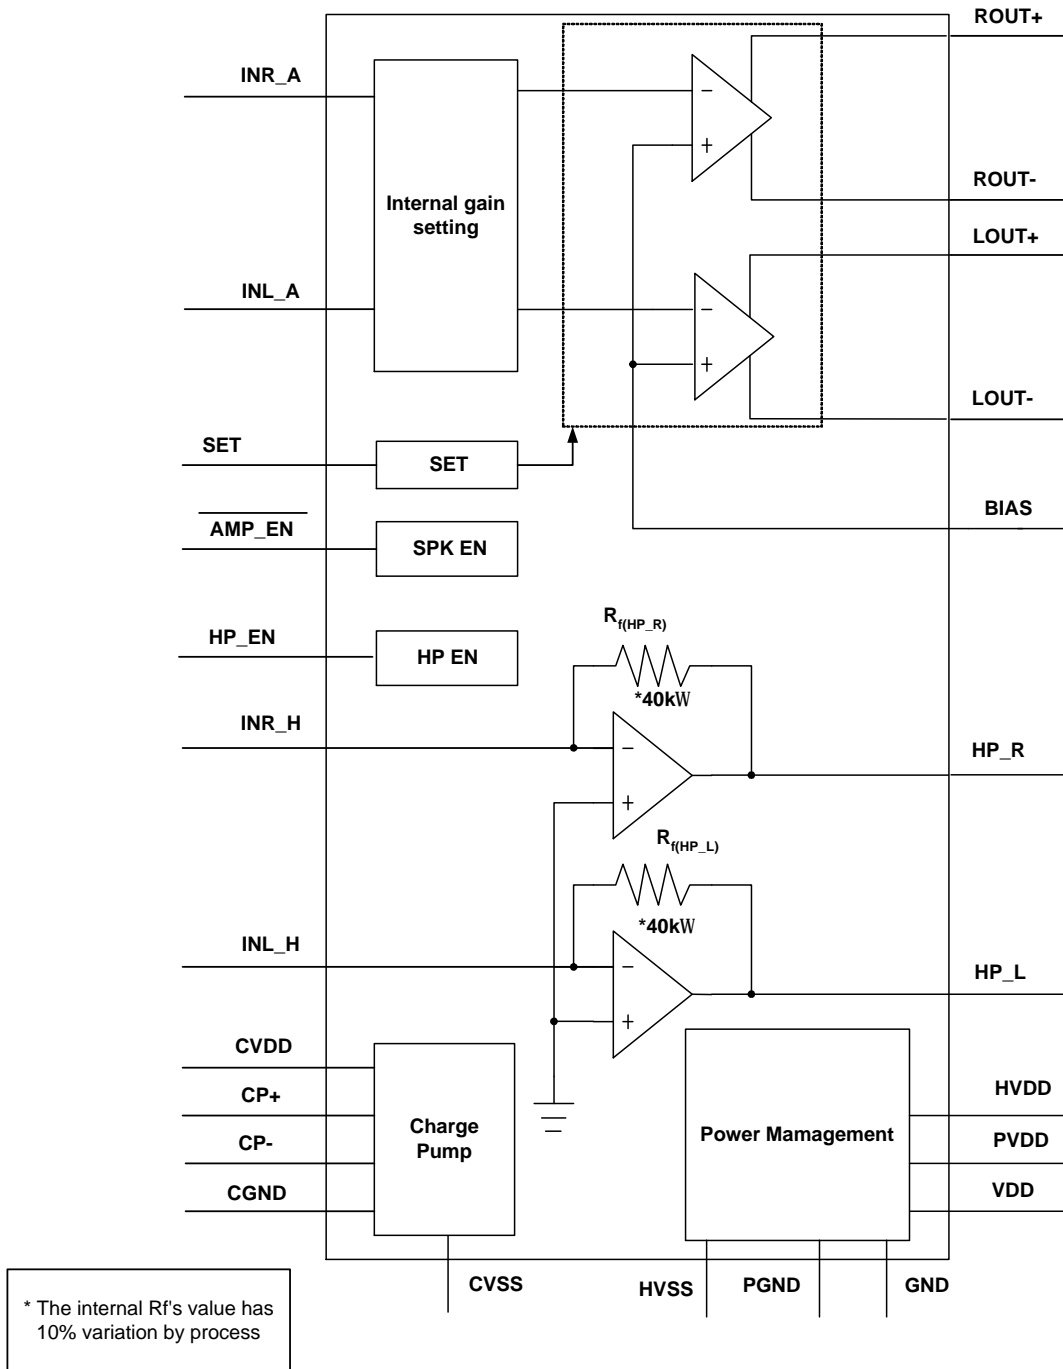 ROUT+
INR_A
−
+
ROUT-
Internal gain
setting
LOUT+
INL_A
−
+
LOUT-
SET
SET
BIAS
AMP_EN
SPK EN
Rf(HP_R)
HP_EN
HP EN
*40kW
INR_H
−
HP_R
+
Rf(HP_L)
*40kW
INL_H
−
HP_L
+
CVDD
CP+
CP-
CGND
Charge
Pump
Power Mamagement
HVDD
PVDD
VDD
CVSS
HVSS
PGND
GND
* The internal Rf's value has
10% variation by process